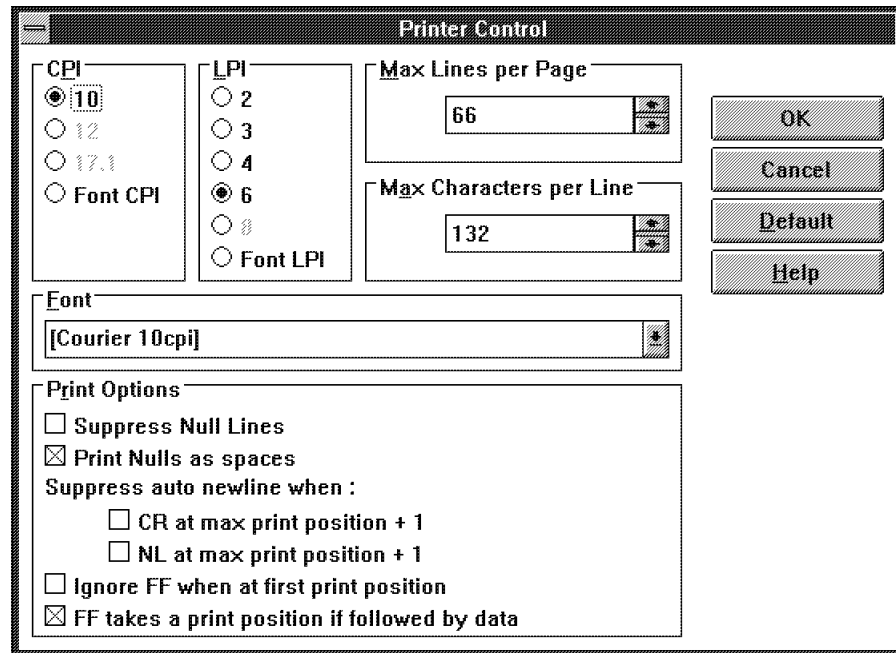 Printer Control
CPI
10
12
17.1
Font CPI
LPI
2
3
4
6
8
Font LPI
Max Lines per Page
66
Max Characters per Line
132
OK
Cancel
Default
Help
Font
[Courier 10cpi]
Print Options
Suppress Null Lines
Print Nulls as spaces
Suppress auto newline when :
CR at max print position + 1
NL at max print position + 1
Ignore FF when at first print position
FF takes a print position if followed by data